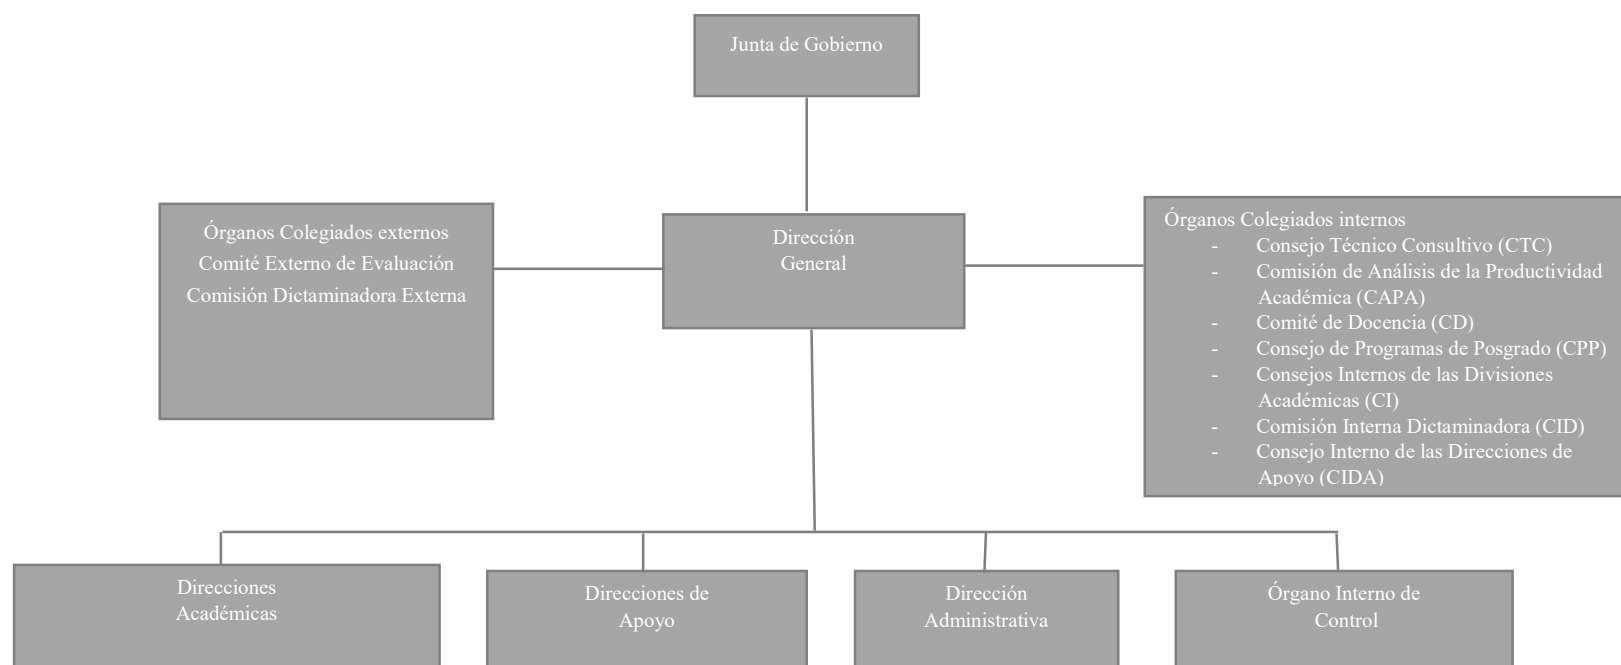 Junta de Gobierno
Órganos Colegiados externos
Comité Externo de Evaluación
Comisión Dictaminadora Externa
Dirección
General
Órganos Colegiados internos
- Consejo Técnico Consultivo (CTC)
- Comisión de Análisis de la Productividad
Académica (CAPA)
- Comité de Docencia (CD)
- Consejo de Programas de Posgrado (CPP)
- Consejos Internos de las Divisiones
Académicas (CI)
- Comisión Interna Dictaminadora (CID)
- Consejo Interno de las Direcciones de
Apoyo (CIDA)
Direcciones
Académicas
Direcciones de
Apoyo
Dirección
Administrativa
Órgano Interno de
Control